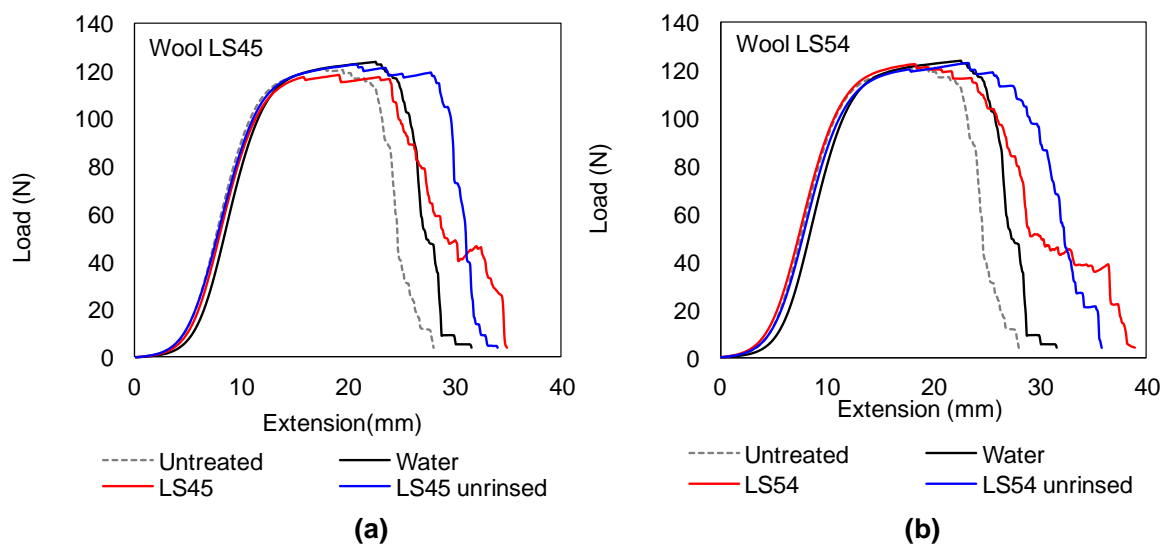 Wool LS45
140
120
100
80
60
40
20
0
Load (N)
0 10 20 30 40
Extension(mm)
Untreated Water
LS45 LS45 unrinsed
(a)
Wool LS54
140
120
100
80
60
40
20
0
Load (N)
0 10 20 30 40
Extension (mm)
Untreated Water
LS54 LS54 unrinsed
(b)